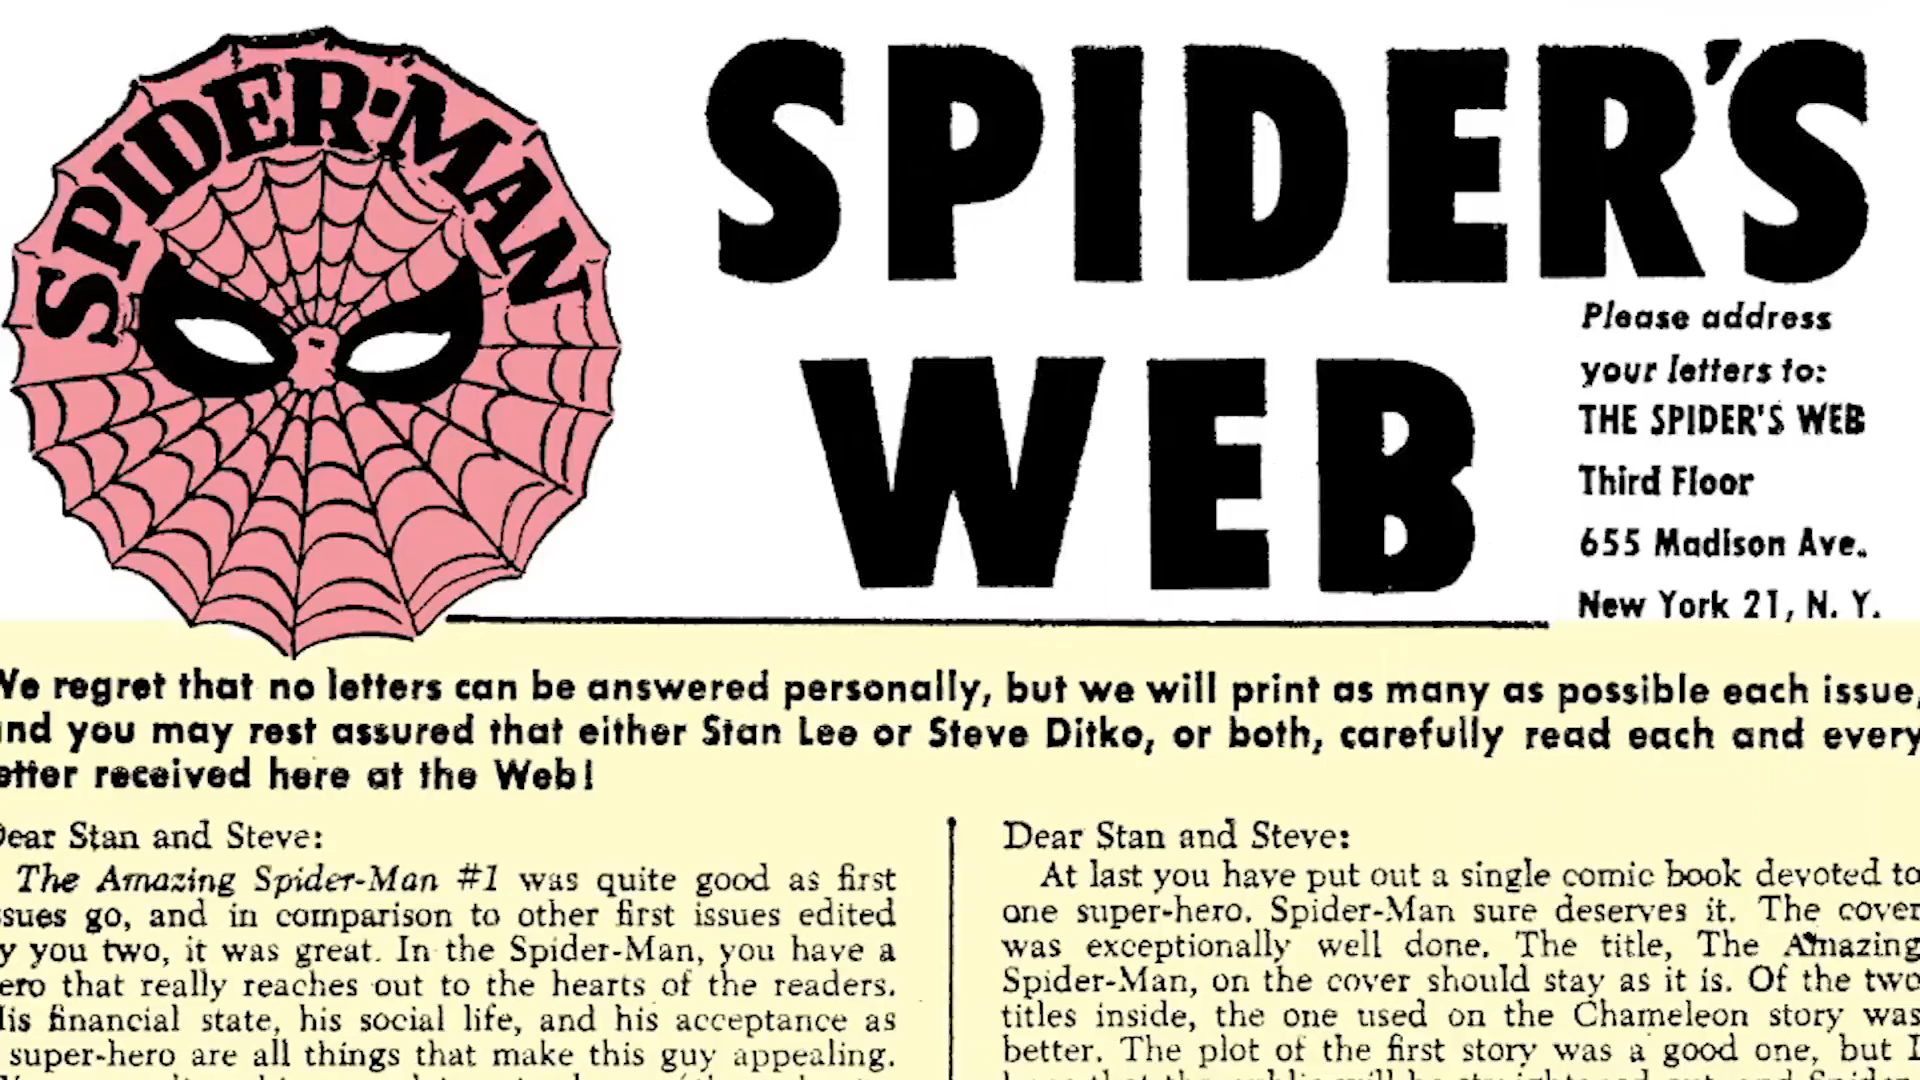 SPIDER-MAN
SPIDER'S
WEB
Please address
your letters to:
THE SPIDER'S WEB
Third Floor
655 Madison Ave.
New York 21, N. Y.
We regret that no letters can be answered personally, but we will print as many as possible each issue,
and you may rest assured that either Stan Lee or Steve Ditko, or both, carefully read each and every
letter received here at the Web!
Dear Stan and Steve:
The Amazing Spider-Man #1 was quite good as first
ssues go, and in comparison to other first issues edited
y you two, it was great. In the Spider-Man, you have a
ero that really reaches out to the hearts of the readers.
His financial state, his social life, and his acceptance as
super-hero are all things that make this guy appealing.
Dear Stan and Steve:
At last you have put out a single comic book devoted to
one super-hero. Spider-Man sure deserves it. The cover
was exceptionally well done. The title, The Amazing
Spider-Man, on the cover should stay as it is. Of the two
titles inside, the one used on the Chameleon story was
better. The plot of the first story was a good one, but I